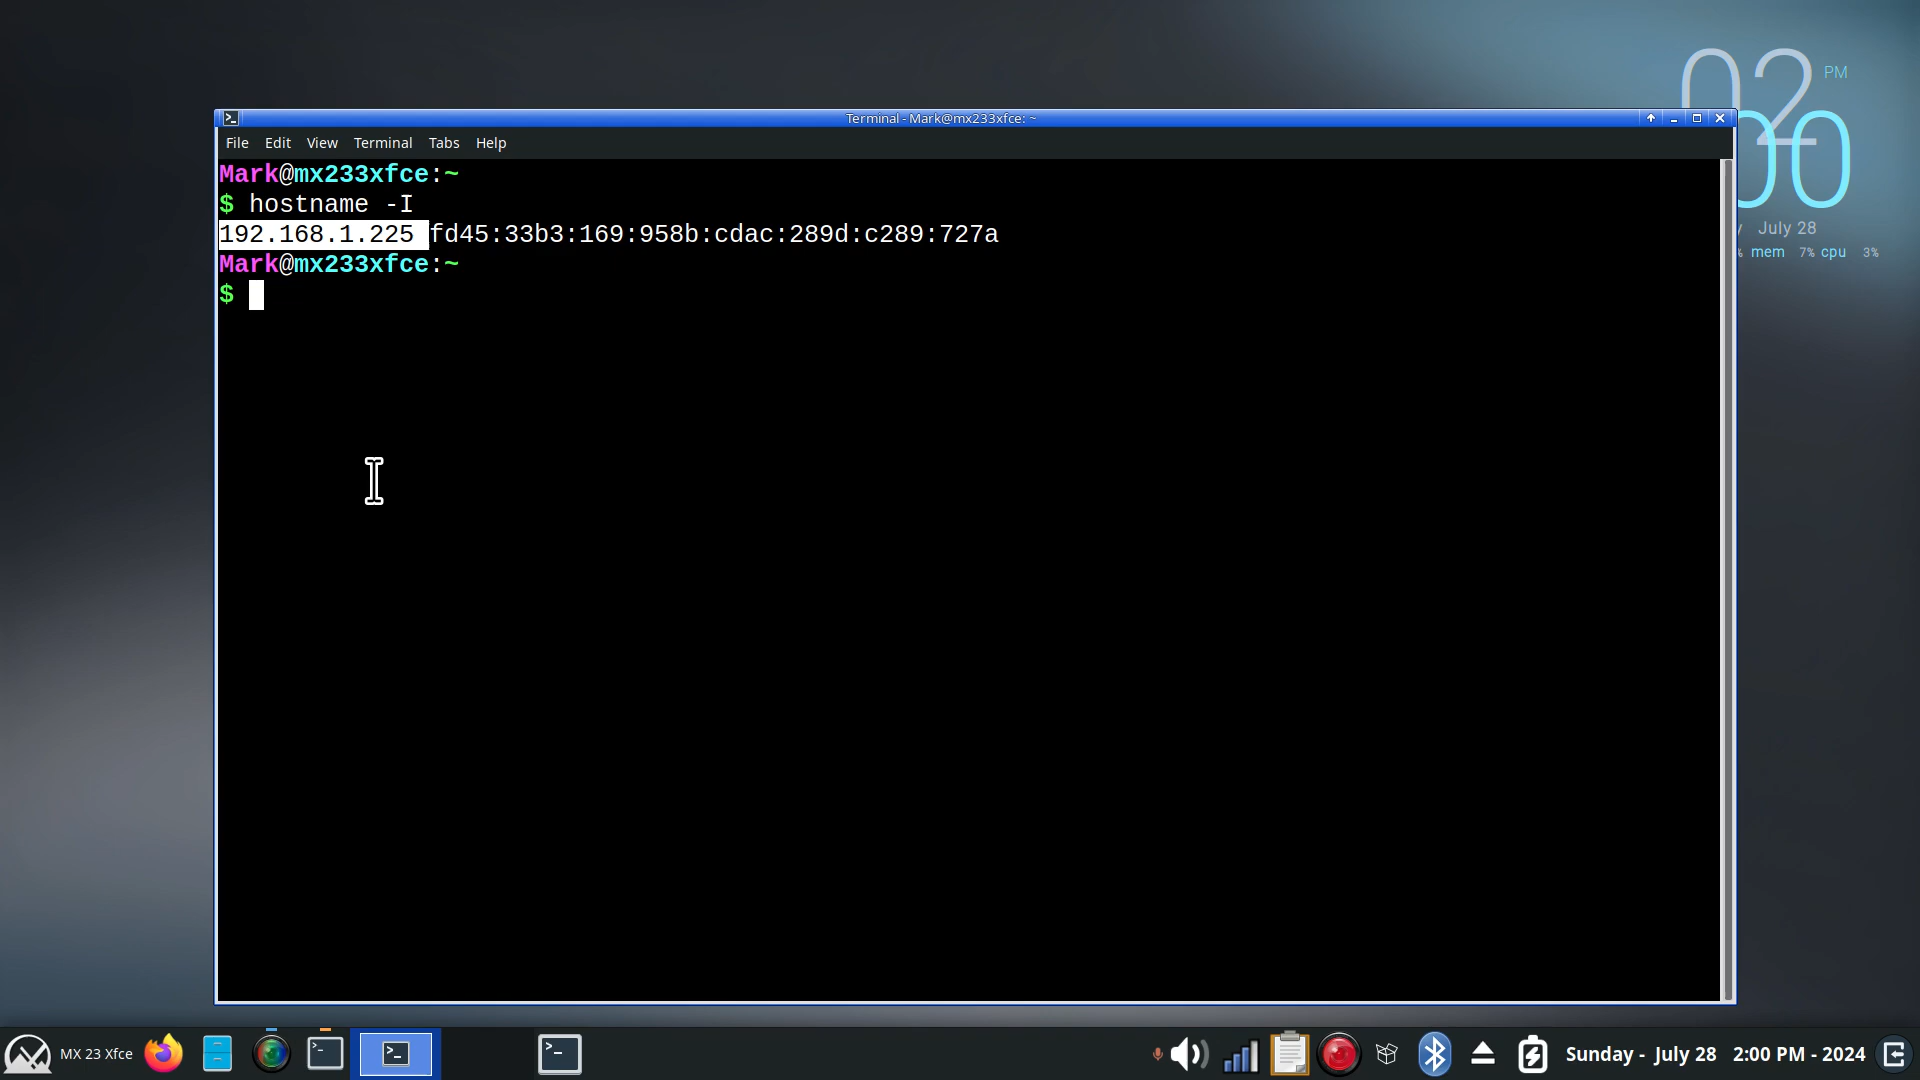 02 PM
00
Terminal - Mark@mx233xfce: ~
File Edit View Terminal Tabs Help
Mark@mx233xfce:~
$ hostname -I
192.168.1.225 fd45:33b3:169:958b:cdac:289d:c289:727a
Mark@mx233xfce:~
$
y July 28
% mem 7% cpu 3%
MX 23 Xfce
Sunday - July 28 2:00 PM - 2024